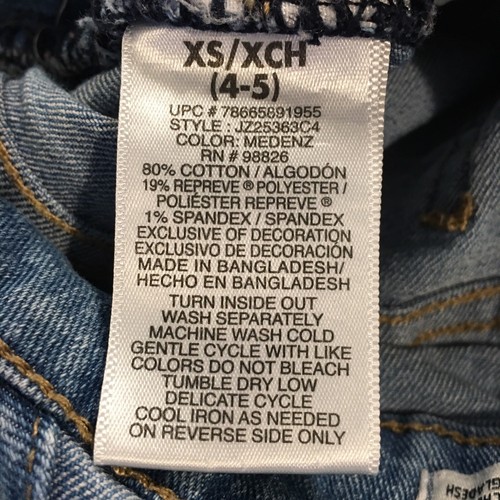 XS/XCH
(4-5)
UPC # 78665891955
STYLE : JZ25363C4
COLOR: MEDENZ
RN # 98826
80% COTTON / ALGODÓN
19% REPREVE ® POLYESTER /
POLIÉSTER REPREVE ®
1% SPANDEX / SPANDEX
EXCLUSIVE OF DECORATION
EXCLUSIVO DE DECORACIÓN
MADE IN BANGLADESH/
HECHO EN BANGLADESH
TURN INSIDE OUT
WASH SEPARATELY
MACHINE WASH COLD
GENTLE CYCLE WITH LIKE
COLORS DO NOT BLEACH
TUMBLE DRY LOW
DELICATE CYCLE
COOL IRON AS NEEDED
ON REVERSE SIDE ONLY